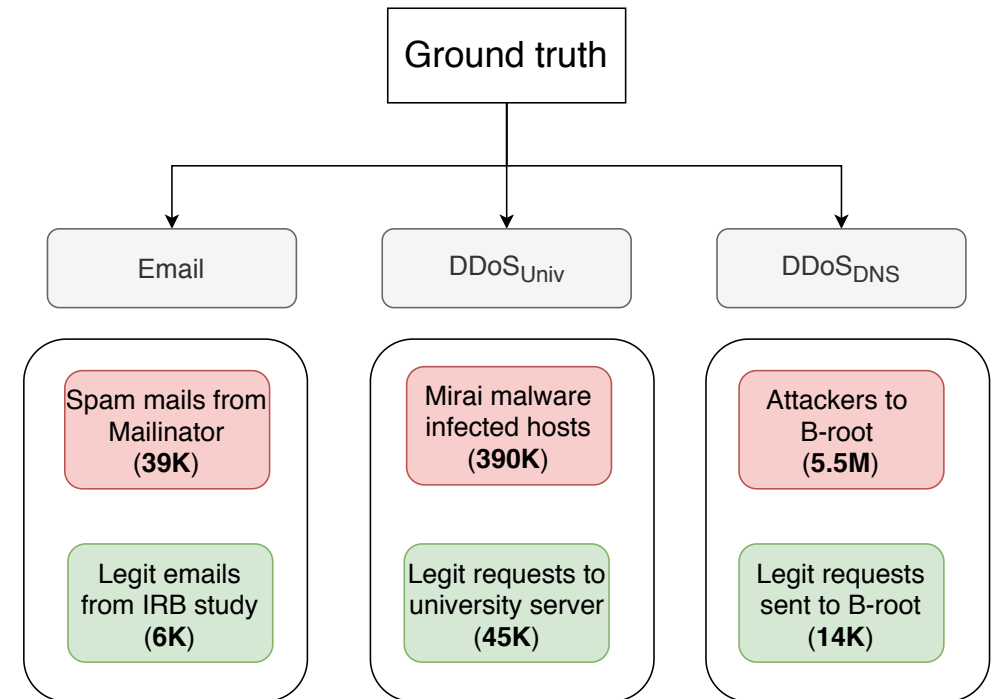 Ground truth
Email
DDoS_Univ
DDoS_DNS
Spam mails from
Mailinator
(39K)
Legit emails
from IRB study
(6K)
Mirai malware
infected hosts
(390K)
Legit requests to
university server
(45K)
Attackers to
B-root
(5.5M)
Legit requests
sent to B-root
(14K)